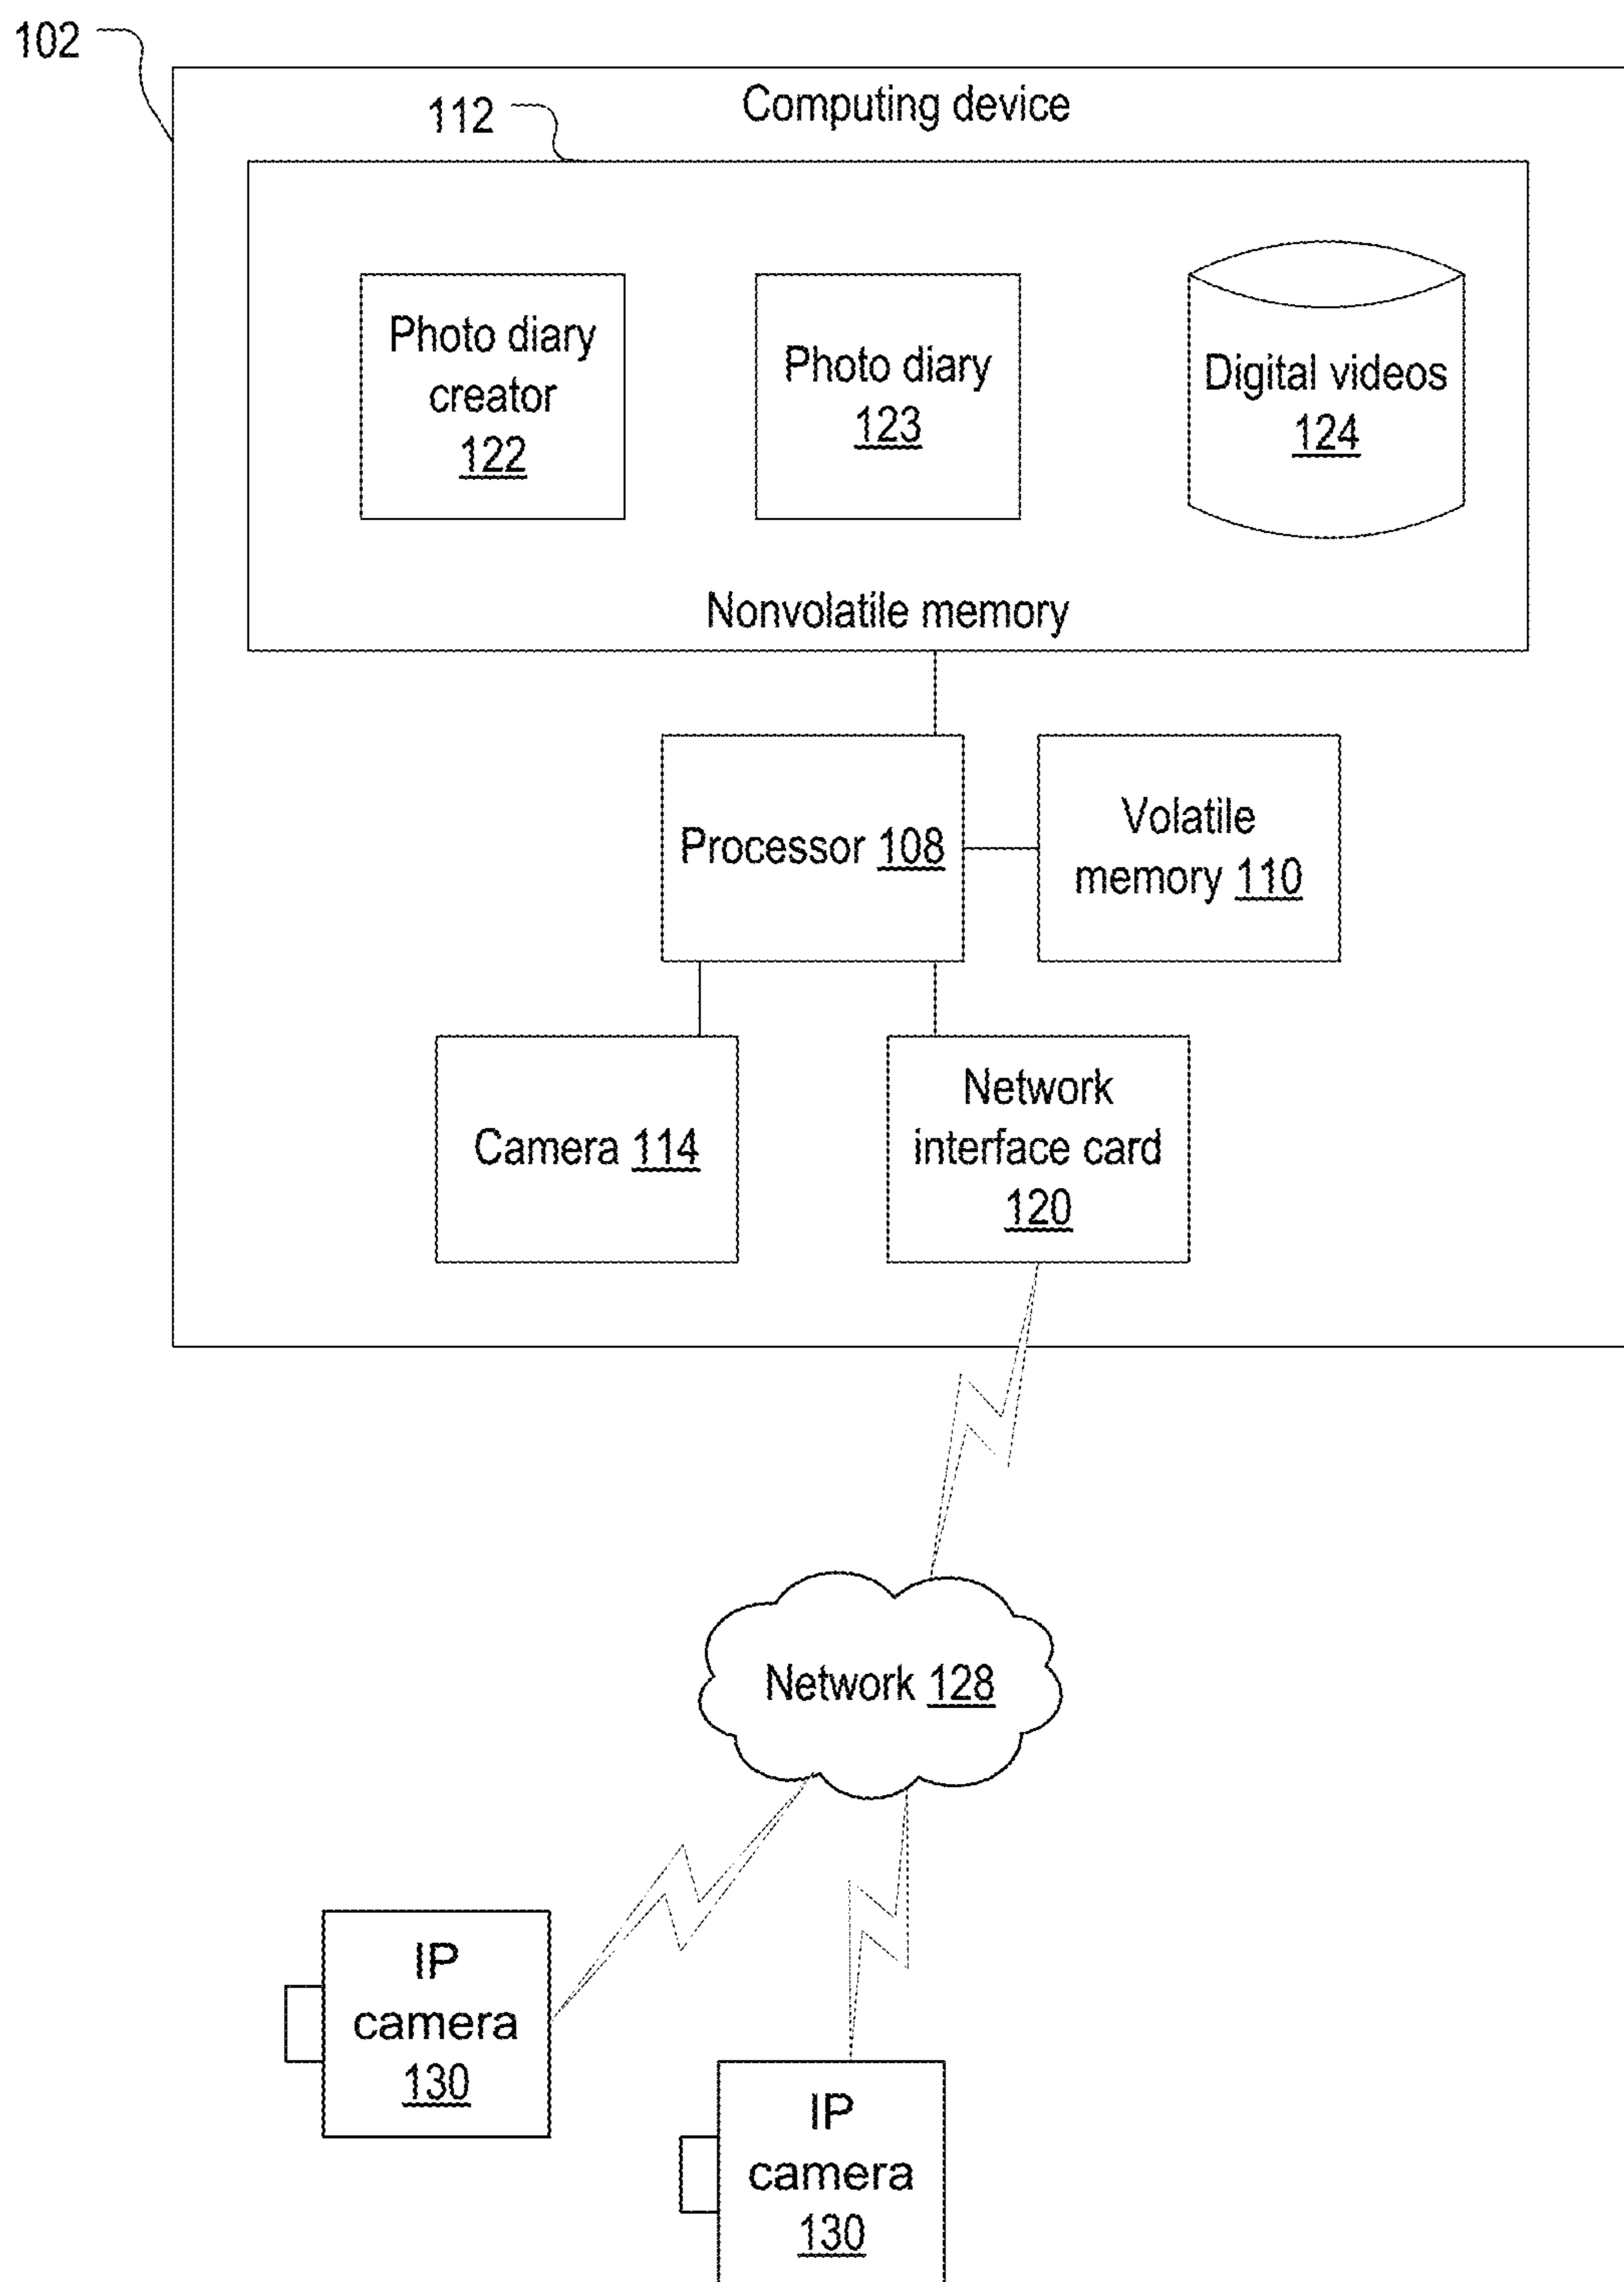 102
Computing device
112
Photo diary
creator
122
Photo diary
123
Digital videos
124
Nonvolatile memory
Processor 108
Volatile
memory 110
Camera 114
Network
interface card
120
Network 128
IP
camera
130
IP
camera
130